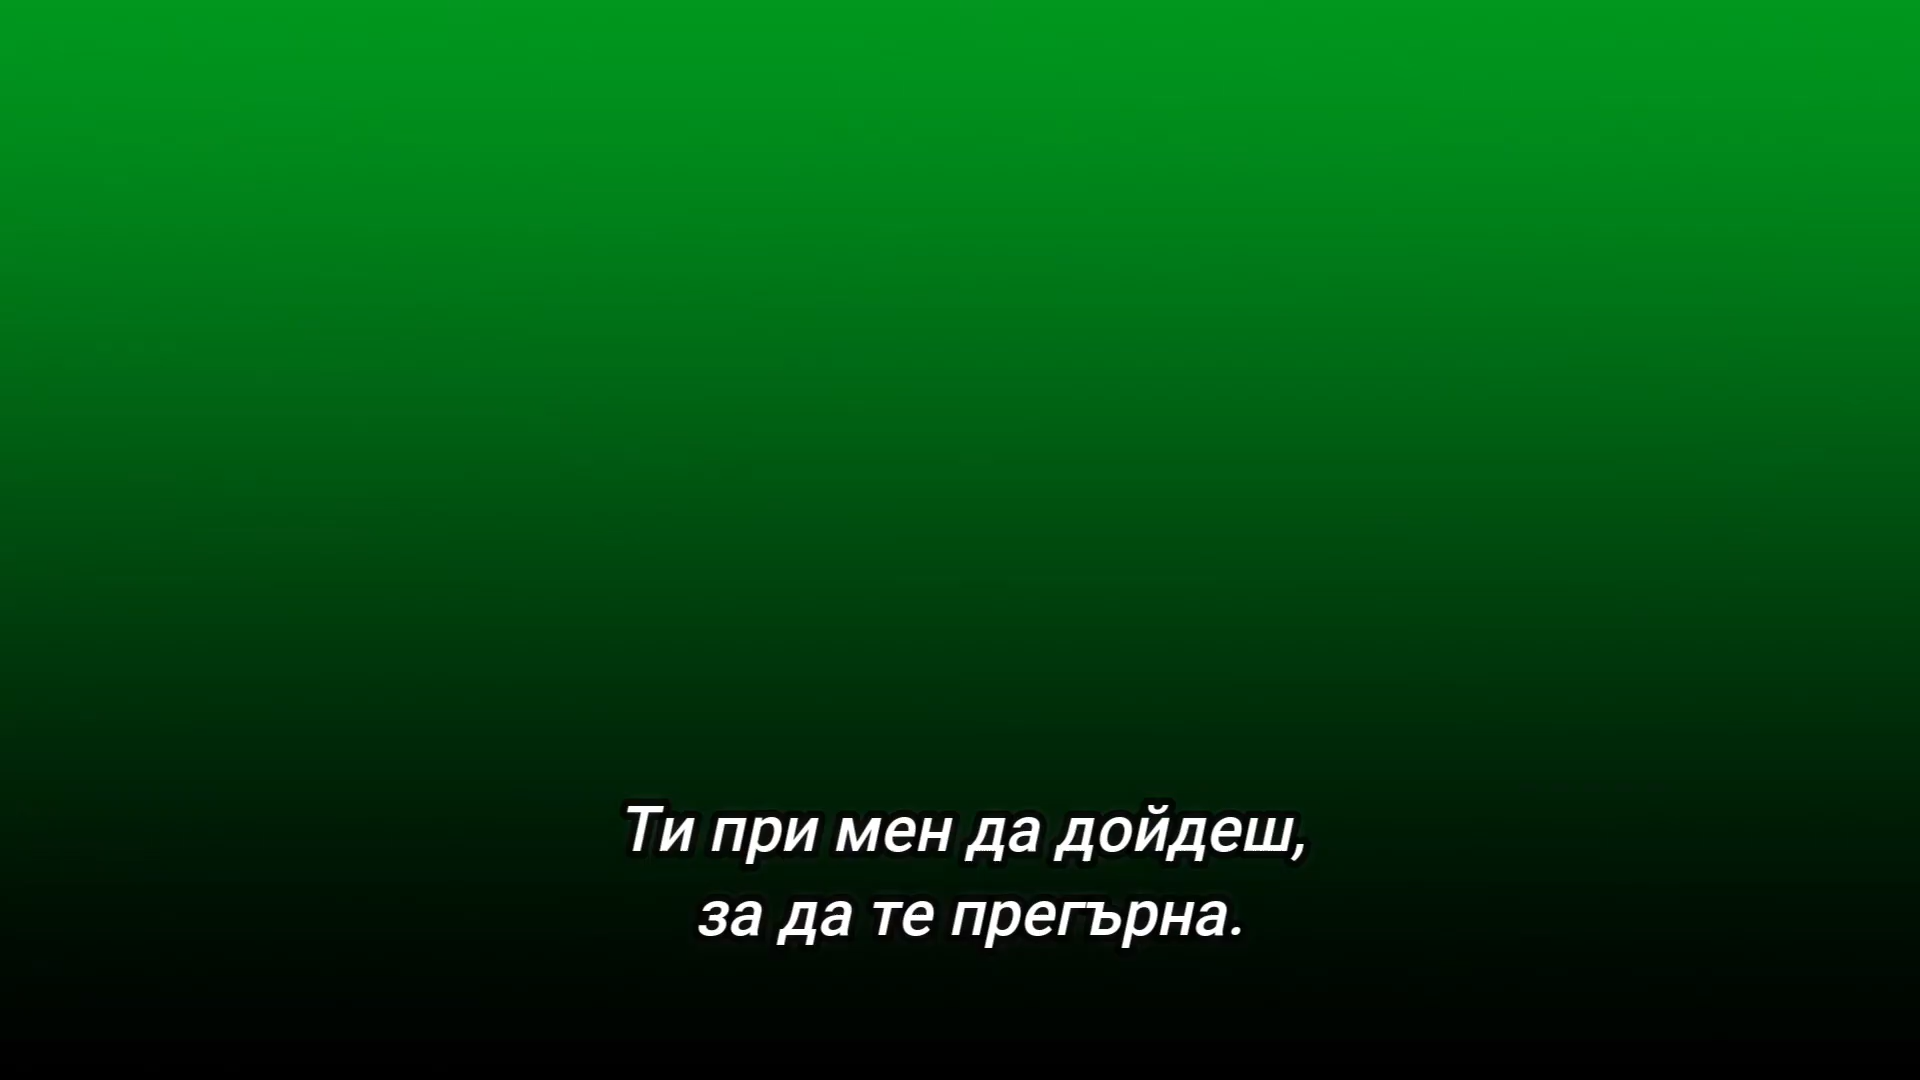 Ти при мен да дойдеш,
за да те прегърна.